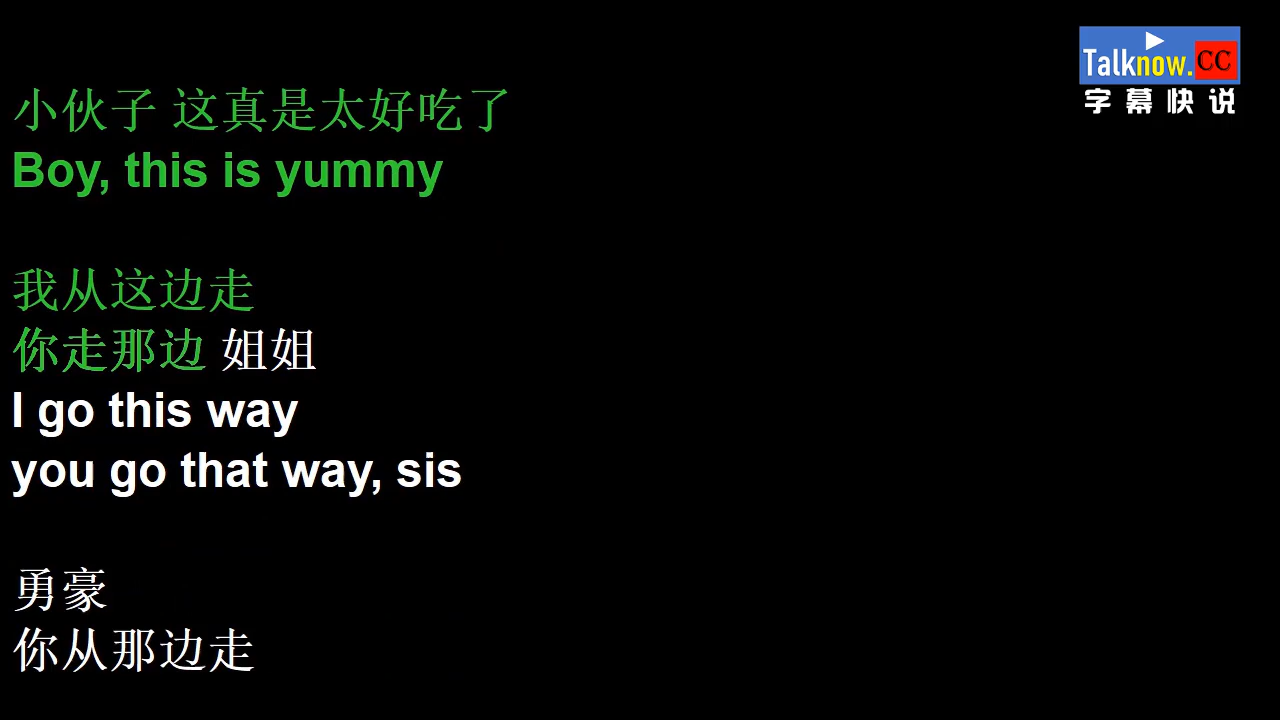 Talknow.CC
字幕快说
小伙子 这真是太好吃了
Boy, this is yummy
我从这边走
你走那边 姐姐
I go this way
you go that way, sis
勇豪
你从那边走